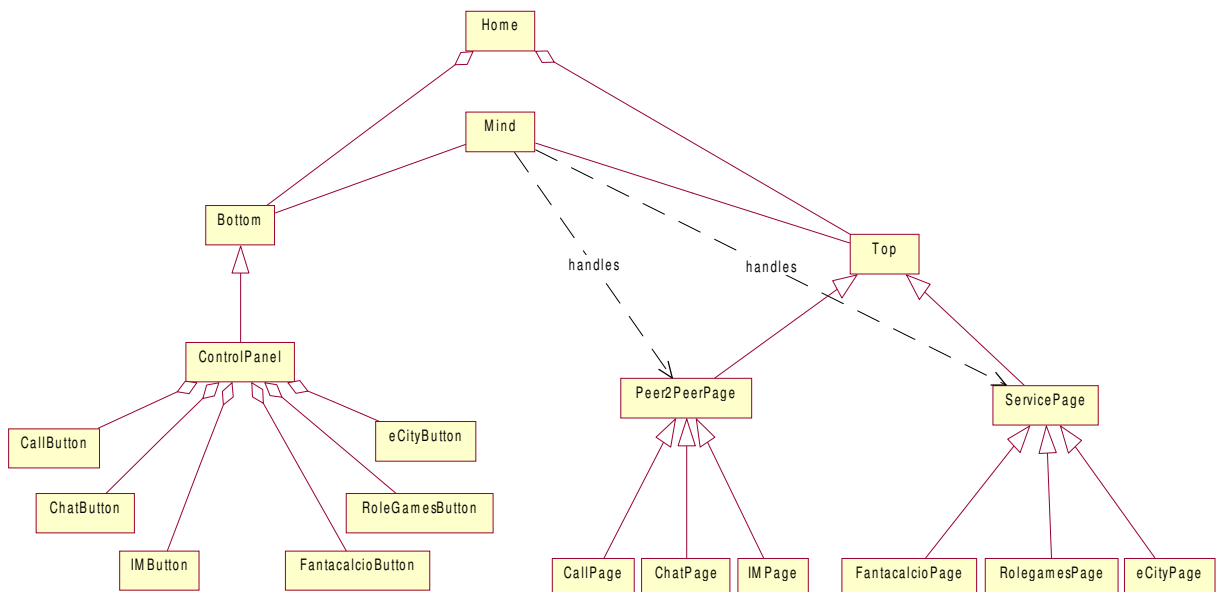 Home
Mind
Bottom
Top
handles
handles
ControlPanel
Peer2PeerPage
ServicePage
CallButton
eCityButton
ChatButton
RoleGamesButton
IMButton
FantacalcioButton
CallPage
ChatPage
IMPage
FantacalcioPage
RolegamesPage
eCityPage